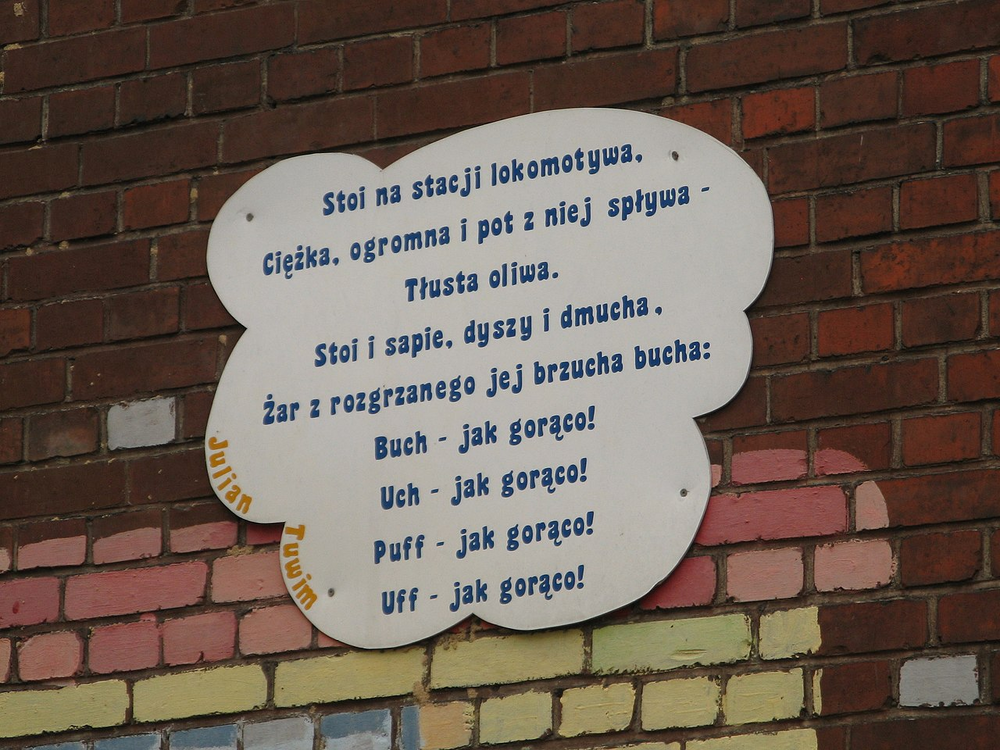 Stoi na stacji lokomotywa,
Ciężka, ogromna i pot z niej spływa -
Tłusta oliwa.
Stoi i sapie, dyszy i dmucha,
Żar z rozgrzanego jej brzucha bucha:
Buch - jak gorąco!
Uch - jak gorąco!
Puff - jak gorąco!
Uff - jak gorąco!
Julian
Tuwim